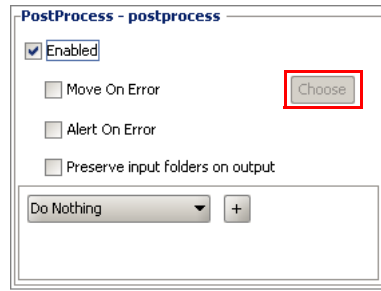 PostProcess - postprocess
Enabled
Move On Error Choose
Alert On Error
Preserve input folders on output
Do Nothing +